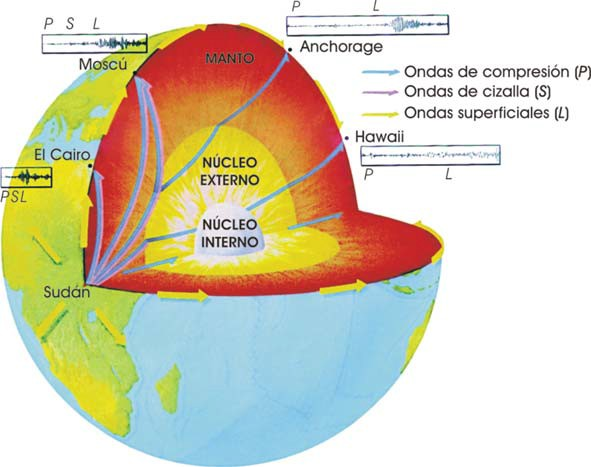 P L
P S L
Anchorage
Moscú
MANTO
Ondas de compresión (P)
Ondas de cizalla (S)
Ondas superficiales (L)
Hawaii
El Cairo
P L
NÚCLEO
EXTERNO
P S L
NÚCLEO
INTERNO
Sudán